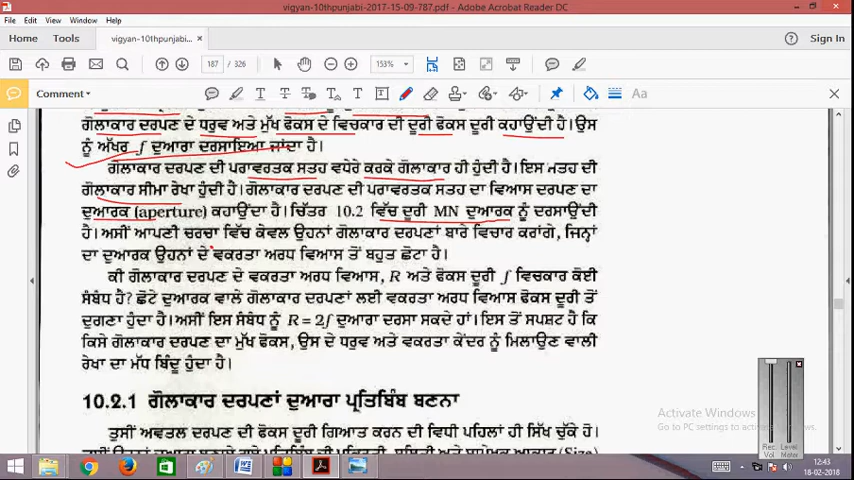 vigyan-10thpunjabi-2017-15-09-787.pdf - Adobe Acrobat Reader DC
File Edit View Window Help
Home Tools vigyan-10thpunjabi... × Sign In
187 / 326 153%
Comment
ਗੋਲਾਕਾਰ ਦਰਪਣ ਦੇ ਧਰੁਵ ਅਤੇ ਮੁੱਖ ਫੋਕਸ ਦੇ ਵਿਚਕਾਰ ਦੀ ਦੂਰੀ ਫੋਕਸ ਦੂਰੀ ਕਹਾਉਂਦੀ ਹੈ। ਉਸ
ਨੂੰ ਅੱਖਰ f ਦੁਆਰਾ ਦਰਸਾਇਆ ਜਾਂਦਾ ਹੈ।
ਗੋਲਾਕਾਰ ਦਰਪਣ ਦੀ ਪਰਾਵਰਤਕ ਸਤਹ ਵਧੇਰੇ ਕਰਕੇ ਗੋਲਾਕਾਰ ਹੀ ਹੁੰਦੀ ਹੈ। ਇਸ ਸਤਹ ਦੀ
ਗੋਲਾਕਾਰ ਸੀਮਾ ਰੇਖਾ ਹੁੰਦੀ ਹੈ। ਗੋਲਾਕਾਰ ਦਰਪਣ ਦੀ ਪਰਾਵਰਤਕ ਸਤਹ ਦਾ ਵਿਆਸ ਦਰਪਣ ਦਾ
ਦੁਆਰਕ (aperture) ਕਹਾਉਂਦਾ ਹੈ। ਚਿੱਤਰ 10.2 ਵਿੱਚ ਦੂਰੀ MN ਦੁਆਰਕ ਨੂੰ ਦਰਸਾਉਂਦੀ
ਹੈ। ਅਸੀਂ ਆਪਣੀ ਚਰਚਾ ਵਿੱਚ ਕੇਵਲ ਉਹਨਾਂ ਗੋਲਾਕਾਰ ਦਰਪਣਾਂ ਬਾਰੇ ਵਿਚਾਰ ਕਰਾਂਗੇ, ਜਿਨ੍ਹਾਂ
ਦਾ ਦੁਆਰਕ ਉਹਨਾਂ ਦੇ ਵਕਰਤਾ ਅਰਧ ਵਿਆਸ ਤੋਂ ਬਹੁਤ ਛੋਟਾ ਹੈ।
ਕੀ ਗੋਲਾਕਾਰ ਦਰਪਣ ਦੇ ਵਕਰਤਾ ਅਰਧ ਵਿਆਸ, R ਅਤੇ ਫੋਕਸ ਦੂਰੀ f ਵਿਚਕਾਰ ਕੋਈ
ਸੰਬੰਧ ਹੈ? ਛੋਟੇ ਦੁਆਰਕ ਵਾਲੇ ਗੋਲਾਕਾਰ ਦਰਪਣਾਂ ਲਈ ਵਕਰਤਾ ਅਰਧ ਵਿਆਸ ਫੋਕਸ ਦੂਰੀ ਤੋਂ
ਦੁਗਣਾ ਹੁੰਦਾ ਹੈ। ਅਸੀਂ ਇਸ ਸੰਬੰਧ ਨੂੰ R = 2f ਦੁਆਰਾ ਦਰਸਾ ਸਕਦੇ ਹਾਂ। ਇਸ ਤੋਂ ਸਪਸ਼ਟ ਹੈ ਕਿ
ਕਿਸੇ ਗੋਲਾਕਾਰ ਦਰਪਣ ਦਾ ਮੁੱਖ ਫੋਕਸ, ਉਸ ਦੇ ਧਰੁਵ ਅਤੇ ਵਕਰਤਾ ਕੇਂਦਰ ਨੂੰ ਮਿਲਾਉਣ ਵਾਲੀ
ਰੇਖਾ ਦਾ ਮੱਧ ਬਿੰਦੂ ਹੁੰਦਾ ਹੈ।
10.2.1 ਗੋਲਾਕਾਰ ਦਰਪਣਾਂ ਦੁਆਰਾ ਪ੍ਰਤਿਬਿੰਬ ਬਣਨਾ
ਤੁਸੀਂ ਅਵਤਲ ਦਰਪਣ ਦੀ ਫੋਕਸ ਦੂਰੀ ਗਿਆਤ ਕਰਨ ਦੀ ਵਿਧੀ ਪਹਿਲਾਂ ਹੀ ਸਿੱਖ ਚੁੱਕੇ ਹੋ।
(Size)
Activate Windows
Go to PC settings to activate
Rec. Vol Level Meter
12:43
18-02-2018